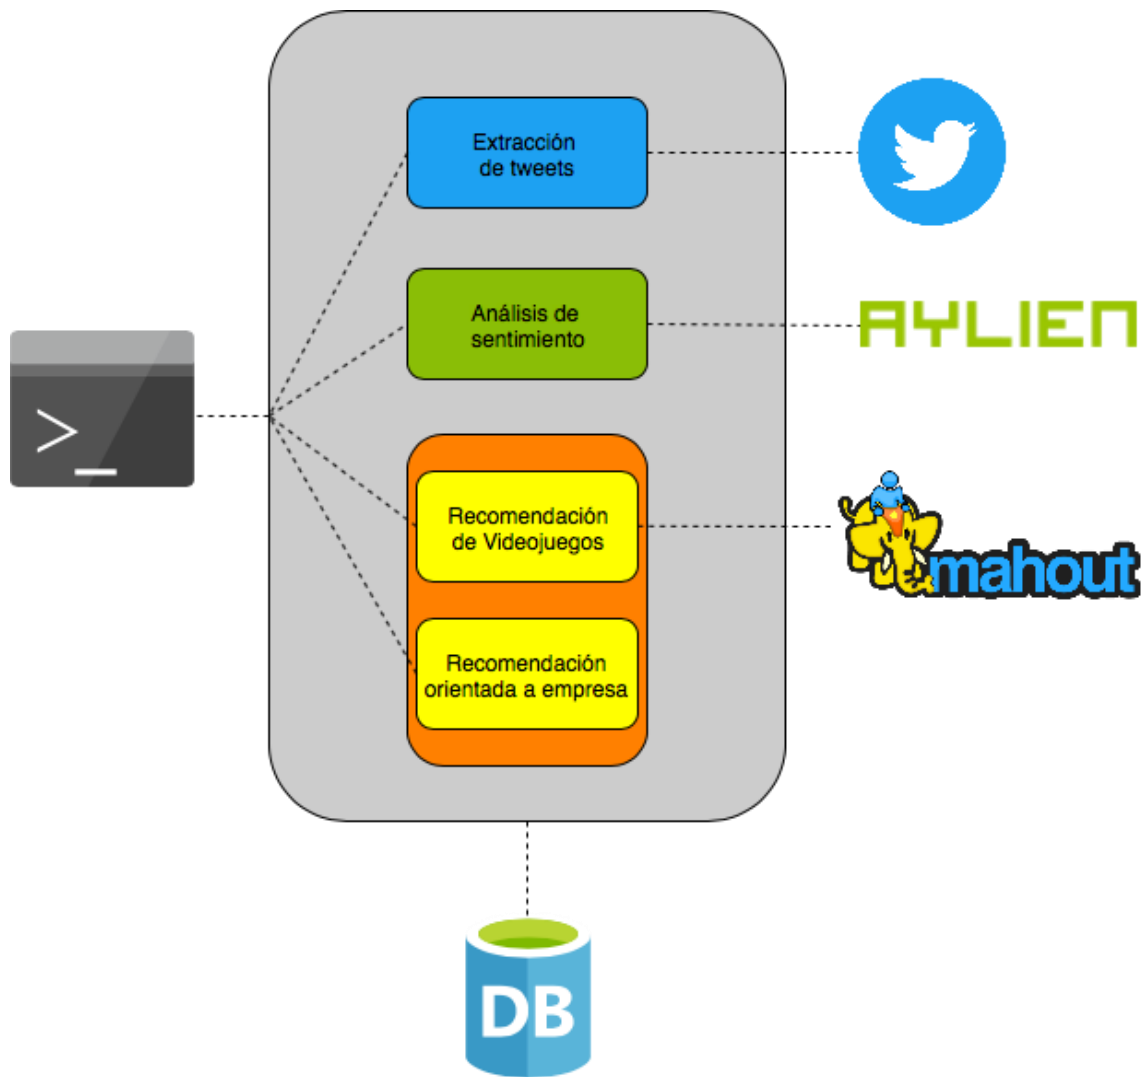 Extracción
de tweets
Análisis de
sentimiento
AYLIEN
>_
Recomendación
de Videojuegos
mahout
Recomendación
orientada a empresa
DB